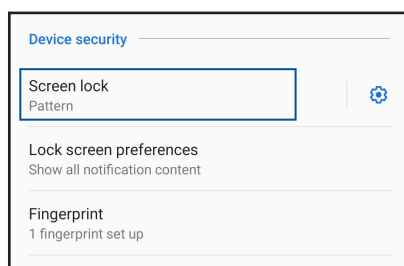 Device security
Screen lock
Pattern
Lock screen preferences
Show all notification content
Fingerprint
1 fingerprint set up